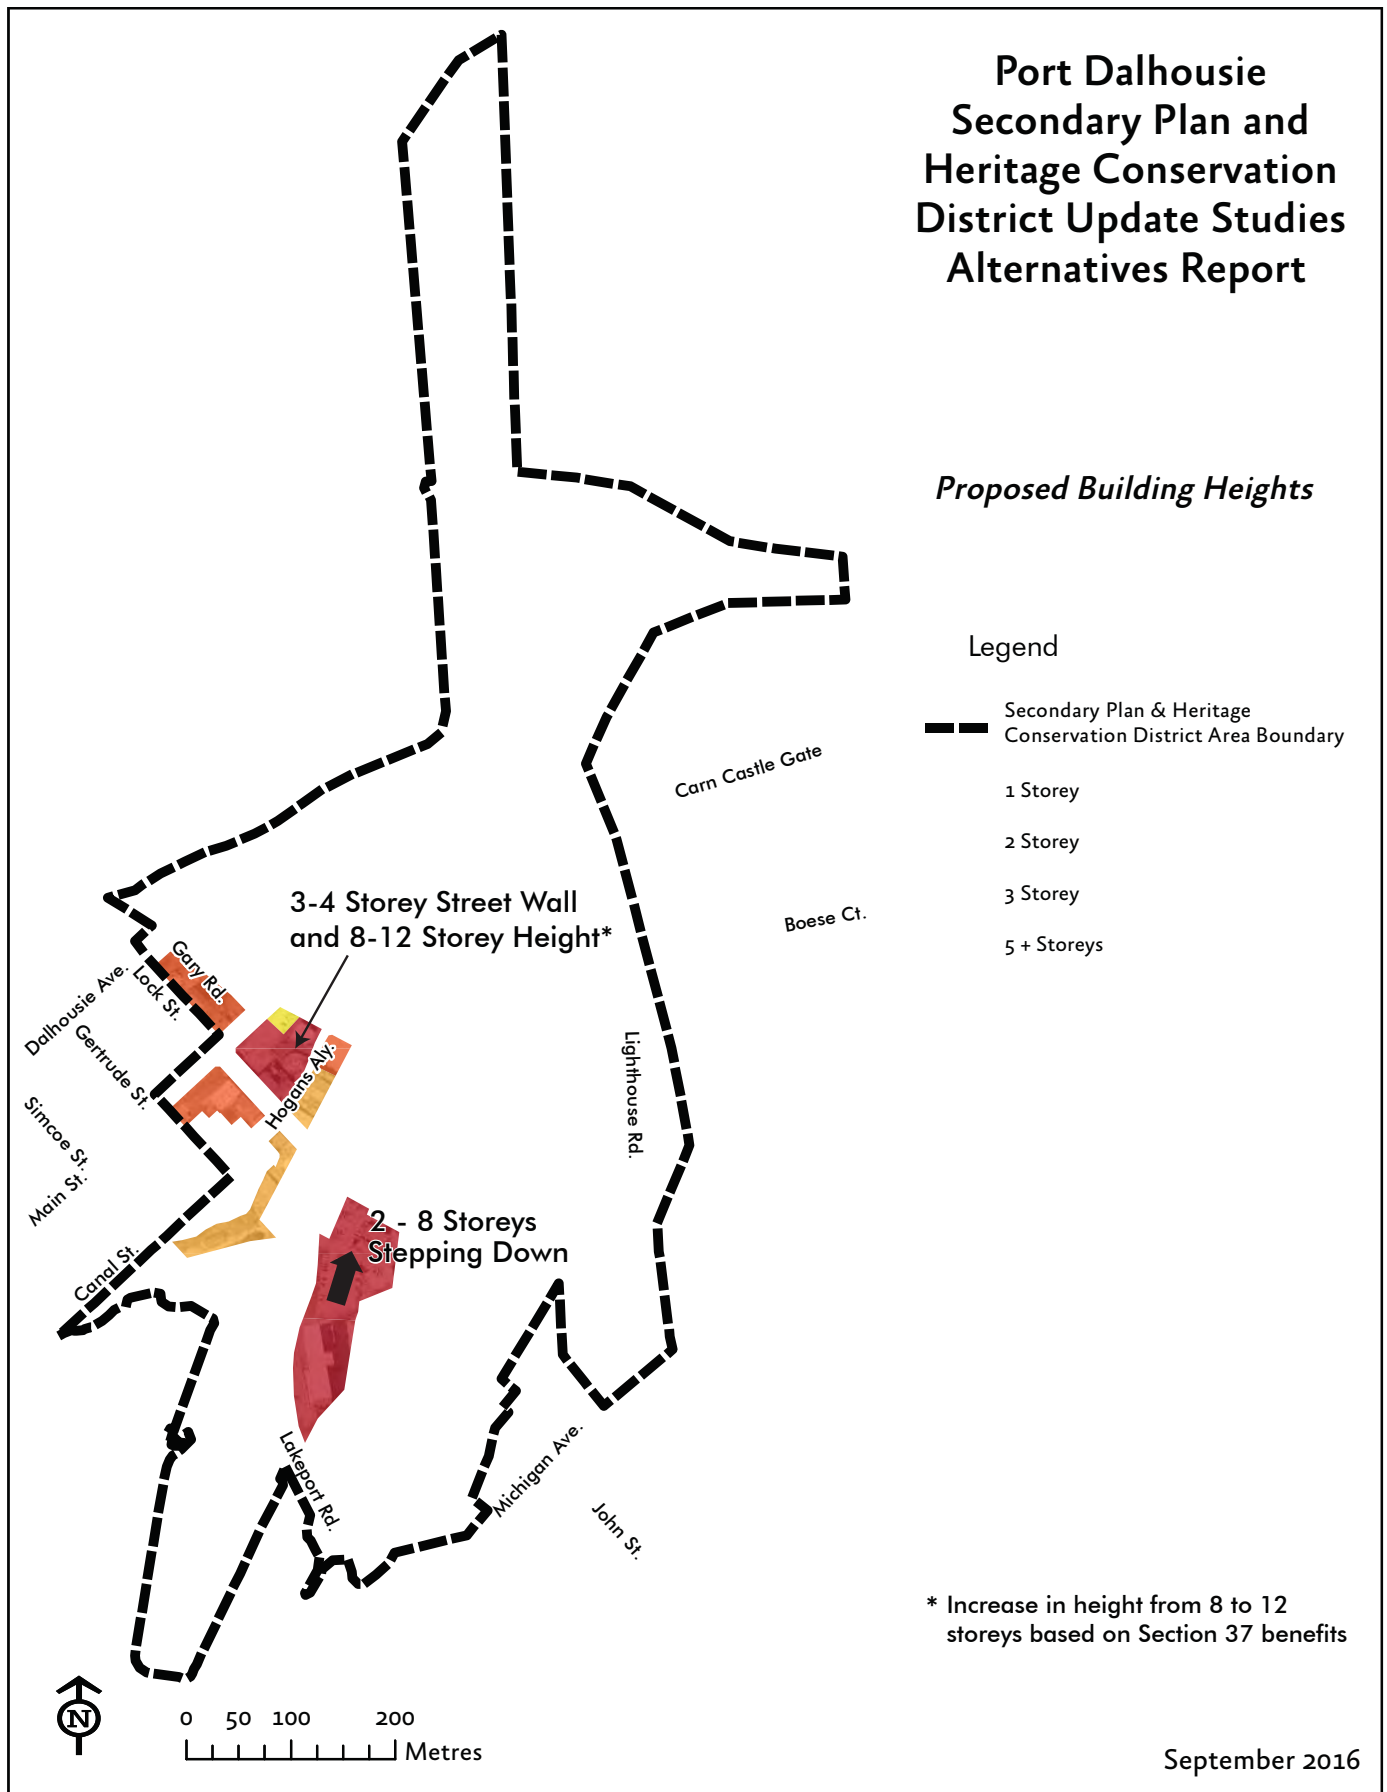 Port Dalhousie
Secondary Plan and
Heritage Conservation
District Update Studies
Alternatives Report
Proposed Building Heights
Legend
Secondary Plan & Heritage
Conservation District Area Boundary
1 Storey
2 Storey
3 Storey
5 + Storeys
Carn Castle Gate
Boese Ct.
3-4 Storey Street Wall
and 8-12 Storey Height*
Gary Rd.
Lock St.
Dalhousie Ave.
Gertrude St.
Hogans Aly.
Lighthouse Rd.
Simcoe St.
Main St.
Canal St.
2 - 8 Storeys
Stepping Down
Lakeport Rd.
Michigan Ave.
John St.
* Increase in height from 8 to 12
storeys based on Section 37 benefits
N
0 50 100 200
Metres
September 2016